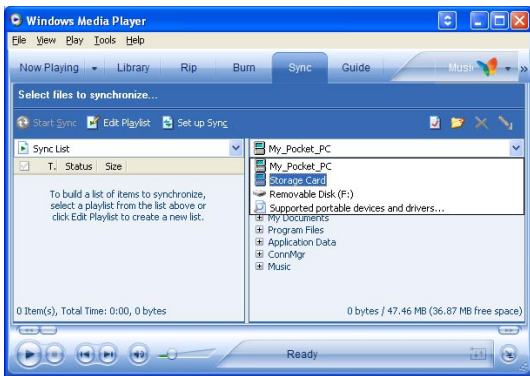 Windows Media Player
File View Play Tools Help
Now Playing Library Rip Burn Sync Guide Music
Select files to synchronize...
Start Sync Edit Playlist Set up Sync
Sync List
My_Pocket_PC
T. Status Size
My_Pocket_PC
Storage Card
Removable Disk (F:)
Supported portable devices and drivers...
To build a list of items to synchronize,
select a playlist from the list above or
click Edit Playlist to create a new list.
My Documents
Program Files
Application Data
ConnMgr
Music
0 Item(s), Total Time: 0:00, 0 bytes
0 bytes / 47.46 MB (36.87 MB free space)
Ready